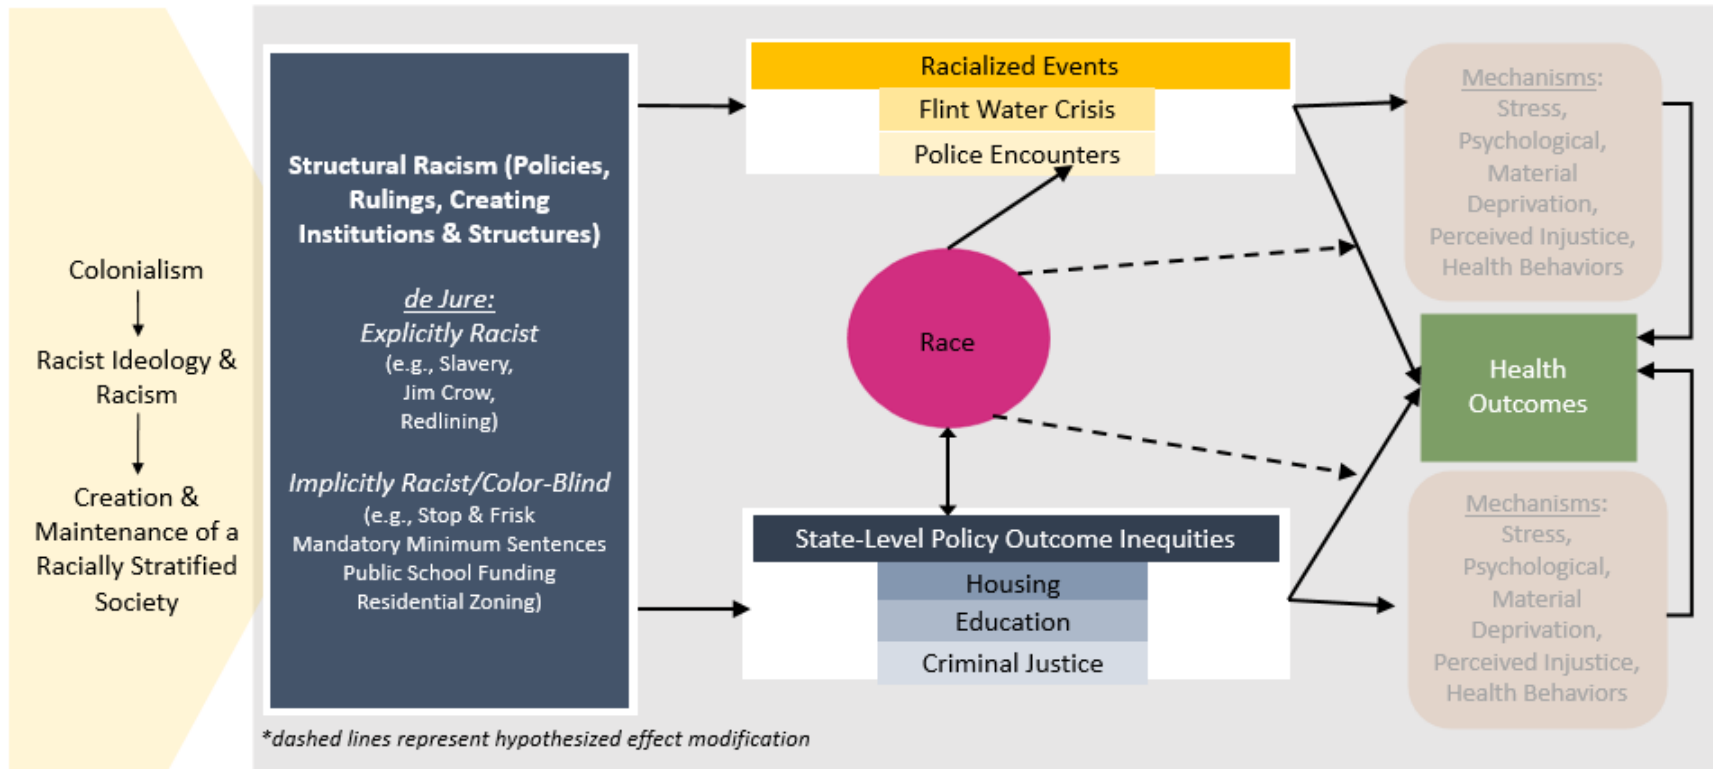 Colonialism
Racist Ideology &
Racism
Creation &
Maintenance of a
Racially Stratified
Society
Structural Racism (Policies,
Rulings, Creating
Institutions & Structures)
de Jure:
Explicitly Racist
(e.g., Slavery,
Jim Crow,
Redlining)
Implicitly Racist/Color-Blind
(e.g., Stop & Frisk
Mandatory Minimum Sentences
Public School Funding
Residential Zoning)
Racialized Events
Flint Water Crisis
Police Encounters
Race
State-Level Policy Outcome Inequities
Housing
Education
Criminal Justice
Mechanisms:
Stress,
Psychological,
Material
Deprivation,
Perceived Injustice,
Health Behaviors
Health
Outcomes
Mechanisms:
Stress,
Psychological,
Material
Deprivation,
Perceived Injustice,
Health Behaviors
*dashed lines represent hypothesized effect modification